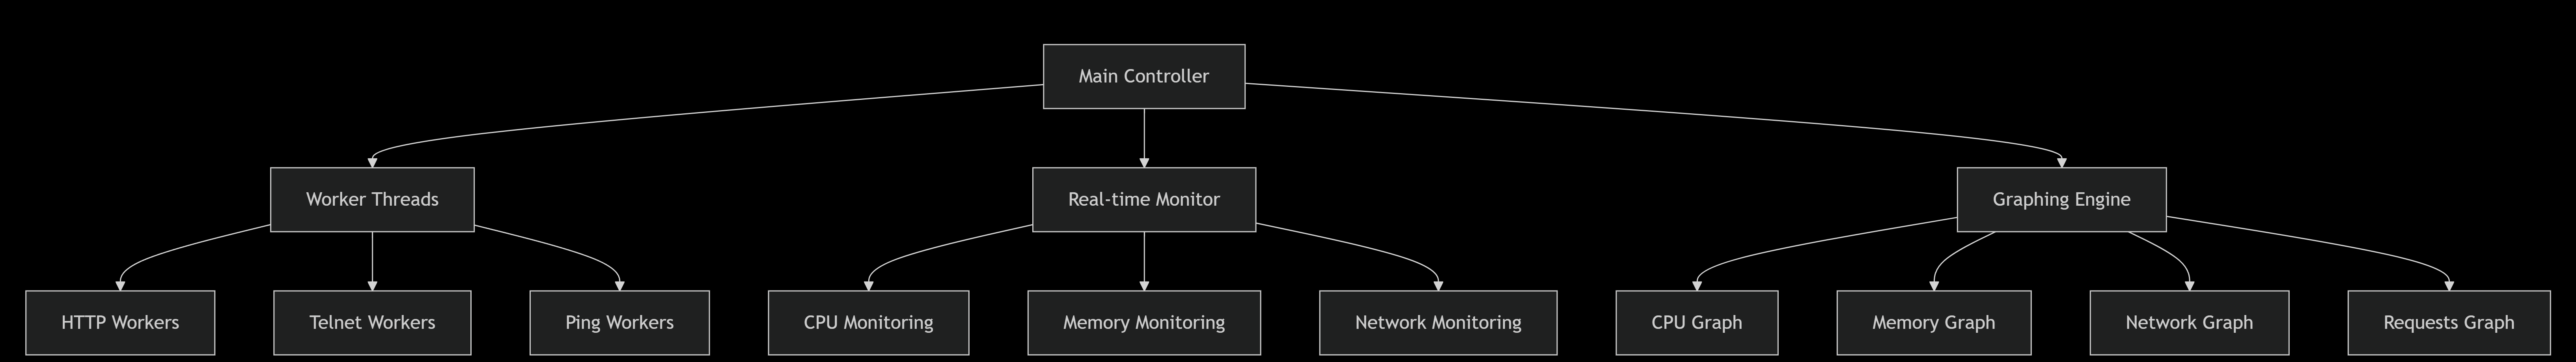 Main Controller
Worker Threads
Real-time Monitor
Graphing Engine
HTTP Workers
Telnet Workers
Ping Workers
CPU Monitoring
Memory Monitoring
Network Monitoring
CPU Graph
Memory Graph
Network Graph
Requests Graph